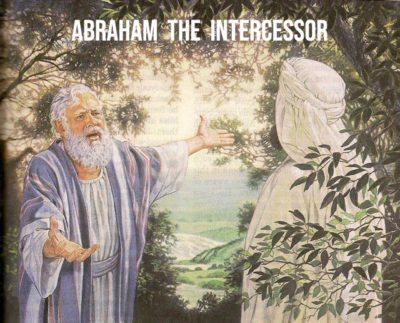 ABRAHAM THE INTERCESSOR